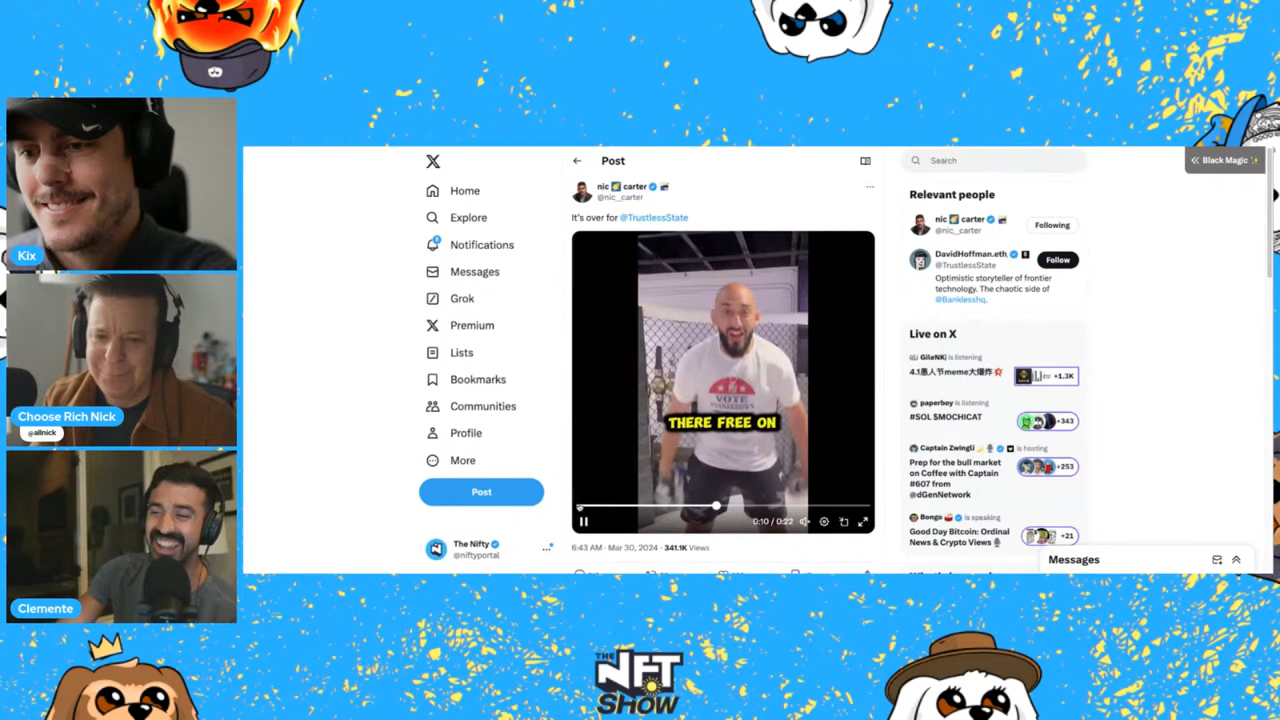 Kix
Choose Rich Nick
@allnick
Clemente
Home
Explore
Notifications
Messages
Grok
Premium
Lists
Bookmarks
Communities
Profile
More
Post
The Nifty
@niftyportal
Post
nic carter
@nic_carter
It's over for @TrustlessState
VOTE
THERE FREE ON
0:10 / 0:22
6:43 AM · Mar 30, 2024 · 341.1K Views
Search
Black Magic
Relevant people
nic carter
@nic_carter
Following
DavidHoffman.eth
@TrustlessState
Follow
Optimistic storyteller of frontier
technology. The chaotic side of
@Banklesshq.
Live on X
is listening
4.1愚人节meme大爆炸
+1.3K
paperboy is listening
#SOL $MOCHICAT
+343
Captain Zwingli is hosting
Prep for the bull market
on Coffee with Captain
#607 from
@dGenNetwork
+253
Bongo is speaking
Good Day Bitcoin: Ordinal
News & Crypto Views
+21
Messages
THE
NFT
SHOW